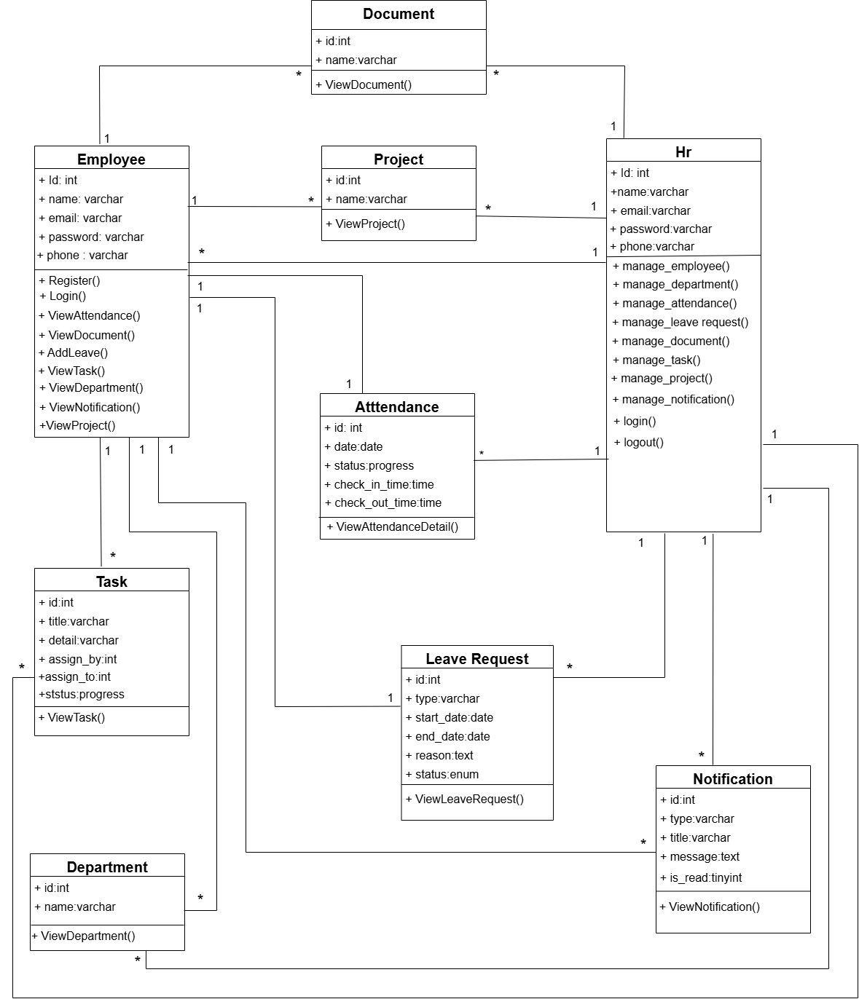 Document
+ id:int
+ name:varchar
+ ViewDocument()
*
*
1
1
Employee
+ Id: int
+ name: varchar
+ email: varchar
+ password: varchar
+ phone : varchar
+ Register()
+ Login()
+ ViewAttendance()
+ ViewDocument()
+ AddLeave()
+ ViewTask()
+ ViewDepartment()
+ ViewNotification()
+ViewProject()
Project
+ id:int
+ name:varchar
+ ViewProject()
1
*
*
1
*
1
1
1
Hr
+ Id: int
+name:varchar
+ email:varchar
+ password:varchar
+ phone:varchar
+ manage_employee()
+ manage_department()
+ manage_attendance()
+ manage_leave request()
+ manage_document()
+ manage_task()
+ manage_project()
+ manage_notification()
+ login()
+ logout()
1
Atttendance
+ id: int
+ date:date
+ status:progress
+ check_in_time:time
+ check_out_time:time
+ ViewAttendanceDetail()
*
1
1
1
1
1
1
1
1
*
Task
+ id:int
+ title:varchar
+ detail:varchar
+ assign_by:int
+assign_to:int
+ststus:progress
+ ViewTask()
*
Leave Request
+ id:int
+ type:varchar
+ start_date:date
+ end_date:date
+ reason:text
+ status:enum
+ ViewLeaveRequest()
*
1
*
Notification
+ id:int
+ type:varchar
+ title:varchar
+ message:text
+ is_read:tinyint
+ ViewNotification()
*
Department
+ id:int
+ name:varchar
+ ViewDepartment()
*
*